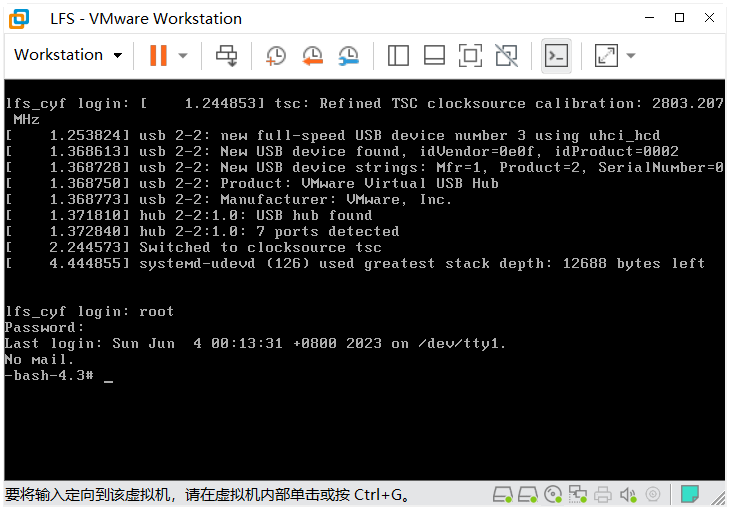 LFS - VMware Workstation
Workstation
lfs_cyf login: [    1.244853] tsc: Refined TSC clocksource calibration: 2803.207
 MHz
[    1.253824] usb 2-2: new full-speed USB device number 3 using uhci_hcd
[    1.368613] usb 2-2: New USB device found, idVendor=0e0f, idProduct=0002
[    1.368728] usb 2-2: New USB device strings: Mfr=1, Product=2, SerialNumber=0
[    1.368750] usb 2-2: Product: VMware Virtual USB Hub
[    1.368773] usb 2-2: Manufacturer: VMware, Inc.
[    1.371810] hub 2-2:1.0: USB hub found
[    1.372840] hub 2-2:1.0: 7 ports detected
[    2.244573] Switched to clocksource tsc
[    4.444855] systemd-udevd (126) used greatest stack depth: 12688 bytes left
lfs_cyf login: root
Password:
Last login: Sun Jun  4 00:13:31 +0800 2023 on /dev/tty1.
No mail.
-bash-4.3# _
要将输入定向到该虚拟机，请在虚拟机内部单击或按 Ctrl+G。